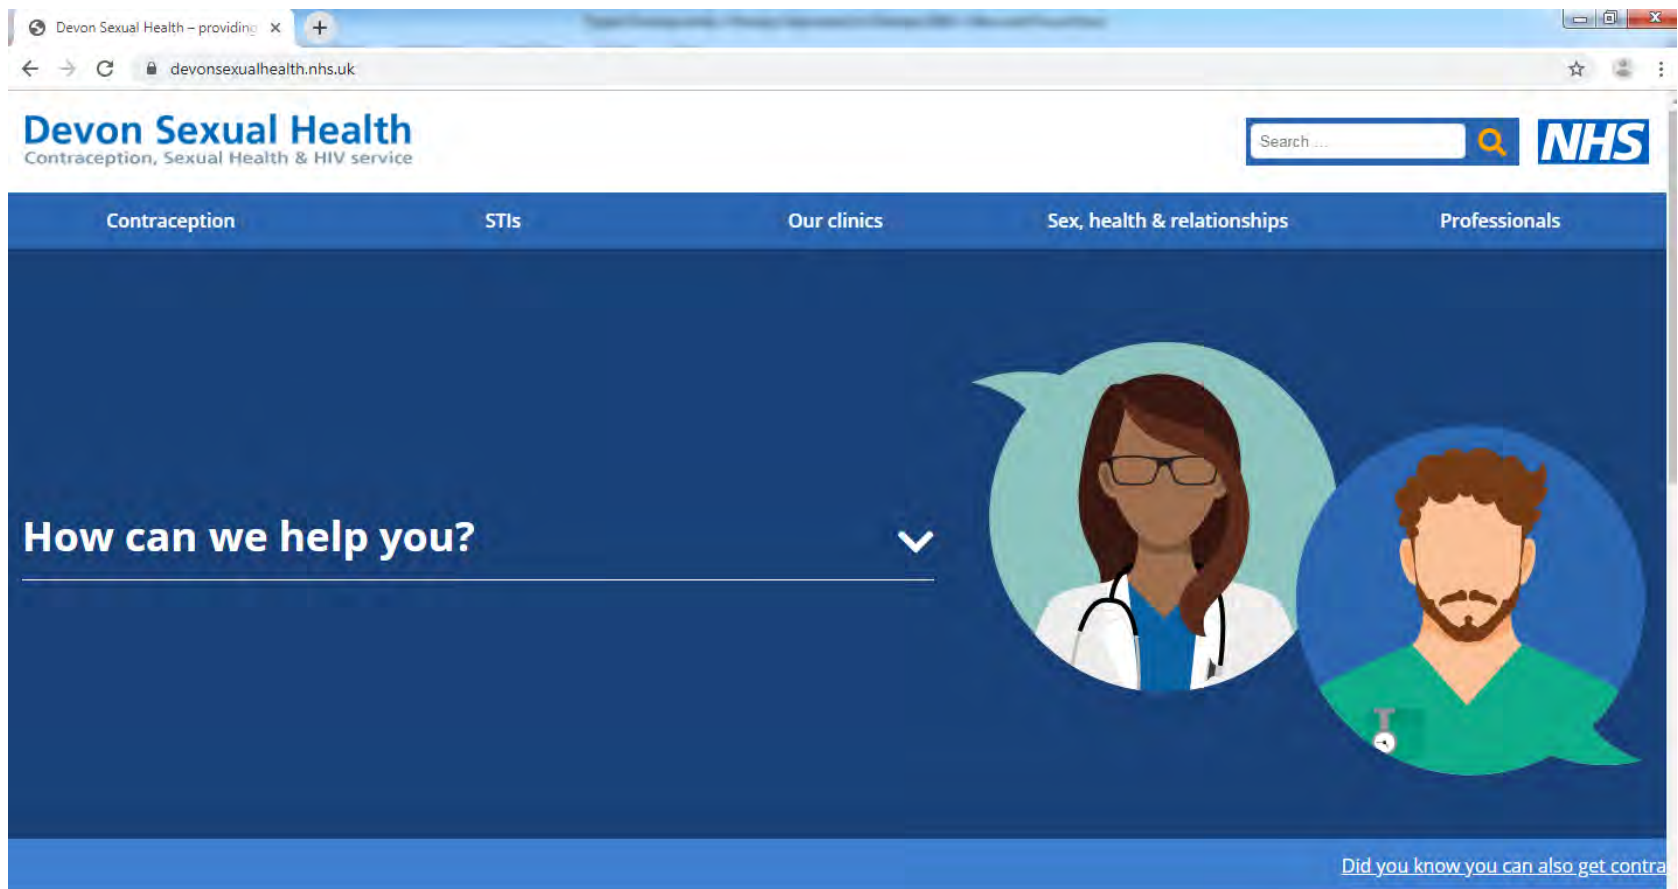 Devon Sexual Health – providing
devonsexualhealth.nhs.uk
Devon Sexual Health
Contraception, Sexual Health & HIV service
Search ...
NHS
Contraception
STIs
Our clinics
Sex, health & relationships
Professionals
How can we help you?
Did you know you can also get contra